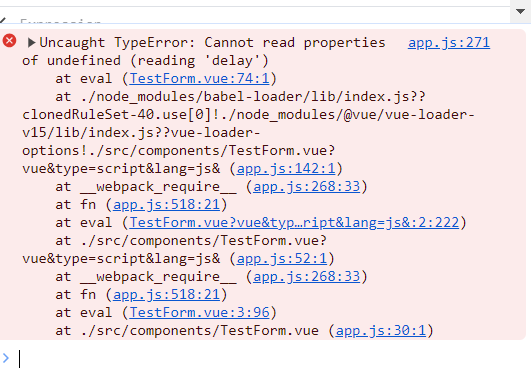 Expression
Uncaught TypeError: Cannot read properties app.js:271
of undefined (reading 'delay')
at eval (TestForm.vue:74:1)
at ./node_modules/babel-loader/lib/index.js??
clonedRuleSet-40.use[0]!./node_modules/@vue/vue-loader-
v15/lib/index.js??vue-loader-
options!./src/components/TestForm.vue?
vue&type=script&lang=js& (app.js:142:1)
at __webpack_require__ (app.js:268:33)
at fn (app.js:518:21)
at eval (TestForm.vue?vue&typ…ript&lang=js&:2:222)
at ./src/components/TestForm.vue?
vue&type=script&lang=js& (app.js:52:1)
at __webpack_require__ (app.js:268:33)
at fn (app.js:518:21)
at eval (TestForm.vue:3:96)
at ./src/components/TestForm.vue (app.js:30:1)